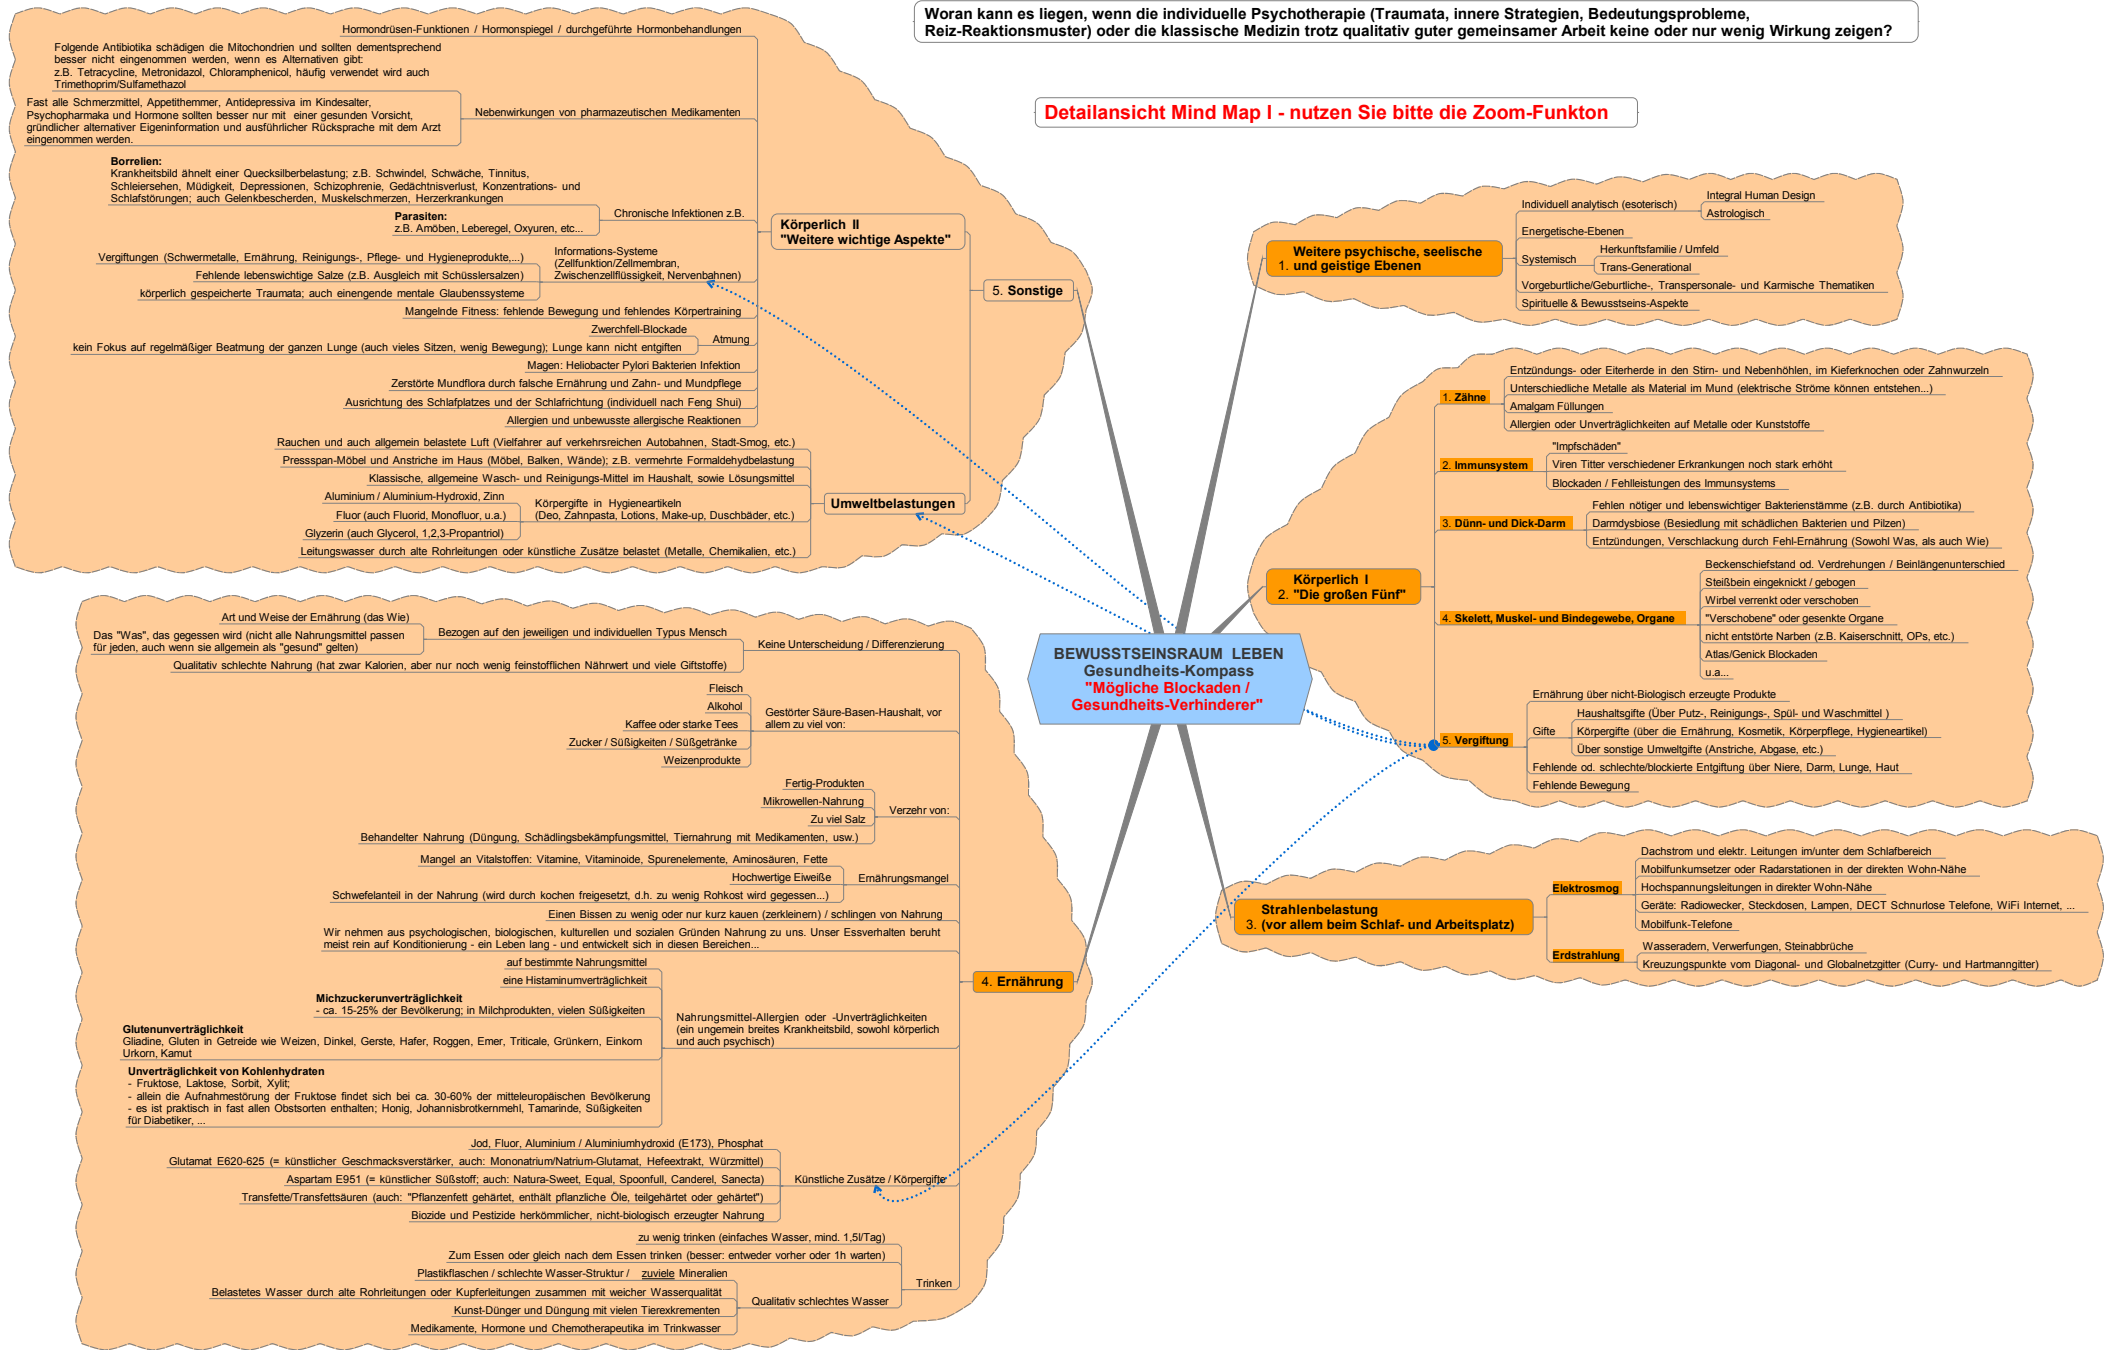 Woran kann es liegen, wenn die individuelle Psychotherapie (Traumata, innere Strategien, Bedeutungsprobleme,
Reiz-Reaktionsmuster) oder die klassische Medizin trotz qualitativ guter gemeinsamer Arbeit keine oder nur wenig Wirkung zeigen?
Detailansicht Mind Map I - nutzen Sie bitte die Zoom-Funkton
BEWUSSTSEINSRAUM LEBEN
Gesundheits-Kompass
"Mögliche Blockaden /
Gesundheits-Verhinderer"
Weitere psychische, seelische
1. und geistige Ebenen
Individuell analytisch (esoterisch)
Integral Human Design
Astrologisch
Energetische-Ebenen
Systemisch
Herkunftsfamilie / Umfeld
Trans-Generational
Vorgeburtliche/Geburtliche-, Transpersonale- und Karmische Thematiken
Spirituelle & Bewusstseins-Aspekte
Körperlich I
2. "Die großen Fünf"
1. Zähne
Entzündungs- oder Eiterherde in den Stirn- und Nebenhöhlen, im Kieferknochen oder Zahnwurzeln
Unterschiedliche Metalle als Material im Mund (elektrische Ströme können entstehen...)
Amalgam Füllungen
Allergien oder Unverträglichkeiten auf Metalle oder Kunststoffe
2. Immunsystem
"Impfschäden"
Viren Titter verschiedener Erkrankungen noch stark erhöht
Blockaden / Fehlleistungen des Immunsystems
3. Dünn- und Dick-Darm
Fehlen nötiger und lebenswichtiger Bakterienstämme (z.B. durch Antibiotika)
Darmdysbiose (Besiedlung mit schädlichen Bakterien und Pilzen)
Entzündungen, Verschlackung durch Fehl-Ernährung (Sowohl Was, als auch Wie)
4. Skelett, Muskel- und Bindegewebe, Organe
Beckenschiefstand od. Verdrehungen / Beinlängenunterschied
Steißbein eingeknickt / gebogen
Wirbel verrenkt oder verschoben
"Verschobene" oder gesenkte Organe
nicht entstörte Narben (z.B. Kaiserschnitt, OPs, etc.)
Atlas/Genick Blockaden
u.a...
5. Vergiftung
Ernährung über nicht-Biologisch erzeugte Produkte
Gifte
Haushaltsgifte (Über Putz-, Reinigungs-, Spül- und Waschmittel )
Körpergifte (über die Ernährung, Kosmetik, Körperpflege, Hygieneartikel)
Über sonstige Umweltgifte (Anstriche, Abgase, etc.)
Fehlende od. schlechte/blockierte Entgiftung über Niere, Darm, Lunge, Haut
Fehlende Bewegung
Strahlenbelastung
3. (vor allem beim Schlaf- und Arbeitsplatz)
Elektrosmog
Dachstrom und elektr. Leitungen im/unter dem Schlafbereich
Mobilfunkumsetzer oder Radarstationen in der direkten Wohn-Nähe
Hochspannungsleitungen in direkter Wohn-Nähe
Geräte: Radiowecker, Steckdosen, Lampen, DECT Schnurlose Telefone, WiFi Internet, ...
Mobilfunk-Telefone
Erdstrahlung
Wasseradern, Verwerfungen, Steinabbrüche
Kreuzungspunkte vom Diagonal- und Globalnetzgitter (Curry- und Hartmanngitter)
4. Ernährung
Keine Unterscheidung / Differenzierung
Bezogen auf den jeweiligen und individuellen Typus Mensch
Art und Weise der Ernährung (das Wie)
Das "Was", das gegessen wird (nicht alle Nahrungsmittel passen
für jeden, auch wenn sie allgemein als "gesund" gelten)
Qualitativ schlechte Nahrung (hat zwar Kalorien, aber nur noch wenig feinstofflichen Nährwert und viele Giftstoffe)
Gestörter Säure-Basen-Haushalt, vor
allem zu viel von:
Fleisch
Alkohol
Kaffee oder starke Tees
Zucker / Süßigkeiten / Süßgetränke
Weizenprodukte
Verzehr von:
Fertig-Produkten
Mikrowellen-Nahrung
Zu viel Salz
Behandelter Nahrung (Düngung, Schädlingsbekämpfungsmittel, Tiernahrung mit Medikamenten, usw.)
Ernährungsmangel
Mangel an Vitalstoffen: Vitamine, Vitaminoide, Spurenelemente, Aminosäuren, Fette
Hochwertige Eiweiße
Schwefelanteil in der Nahrung (wird durch kochen freigesetzt, d.h. zu wenig Rohkost wird gegessen...)
Einen Bissen zu wenig oder nur kurz kauen (zerkleinern) / schlingen von Nahrung
Wir nehmen aus psychologischen, biologischen, kulturellen und sozialen Gründen Nahrung zu uns. Unser Essverhalten beruht
meist rein auf Konditionierung - ein Leben lang - und entwickelt sich in diesen Bereichen...
Nahrungsmittel-Allergien oder -Unverträglichkeiten
(ein ungemein breites Krankheitsbild, sowohl körperlich
und auch psychisch)
auf bestimmte Nahrungsmittel
eine Histaminunverträglichkeit
Michzuckerunverträglichkeit
- ca. 15-25% der Bevölkerung; in Milchprodukten, vielen Süßigkeiten
Glutenunverträglichkeit
Gliadine, Gluten in Getreide wie Weizen, Dinkel, Gerste, Hafer, Roggen, Emer, Triticale, Grünkern, Einkorn
Urkorn, Kamut
Unverträglichkeit von Kohlenhydraten
- Fruktose, Laktose, Sorbit, Xylit;
- allein die Aufnahmestörung der Fruktose findet sich bei ca. 30-60% der mitteleuropäischen Bevölkerung
- es ist praktisch in fast allen Obstsorten enthalten; Honig, Johannisbrotkernmehl, Tamarinde, Süßigkeiten
für Diabetiker, ...
Künstliche Zusätze / Körpergifte
Jod, Fluor, Aluminium / Aluminiumhydroxid (E173), Phosphat
Glutamat E620-625 (= künstlicher Geschmacksverstärker, auch: Mononatrium/Natrium-Glutamat, Hefeextrakt, Würzmittel)
Aspartam E951 (= künstlicher Süßstoff; auch: Natura-Sweet, Equal, Spoonfull, Canderel, Sanecta)
Transfette/Transfettsäuren (auch: "Pflanzenfett gehärtet, enthält pflanzliche Öle, teilgehärtet oder gehärtet")
Biozide und Pestizide herkömmlicher, nicht-biologisch erzeugter Nahrung
Trinken
zu wenig trinken (einfaches Wasser, mind. 1,5l/Tag)
Zum Essen oder gleich nach dem Essen trinken (besser: entweder vorher oder 1h warten)
Qualitativ schlechtes Wasser
Plastikflaschen / schlechte Wasser-Struktur / zuviele Mineralien
Belastetes Wasser durch alte Rohrleitungen oder Kupferleitungen zusammen mit weicher Wasserqualität
Kunst-Dünger und Düngung mit vielen Tierexkrementen
Medikamente, Hormone und Chemotherapeutika im Trinkwasser
5. Sonstige
Körperlich II
"Weitere wichtige Aspekte"
Hormondrüsen-Funktionen / Hormonspiegel / durchgeführte Hormonbehandlungen
Nebenwirkungen von pharmazeutischen Medikamenten
Folgende Antibiotika schädigen die Mitochondrien und sollten dementsprechend
besser nicht eingenommen werden, wenn es Alternativen gibt:
z.B. Tetracycline, Metronidazol, Chloramphenicol, häufig verwendet wird auch
Trimethoprim/Sulfamethazol
Fast alle Schmerzmittel, Appetithemmer, Antidepressiva im Kindesalter,
Psychopharmaka und Hormone sollten besser nur mit einer gesunden Vorsicht,
gründlicher alternativer Eigeninformation und ausführlicher Rücksprache mit dem Arzt
eingenommen werden.
Chronische Infektionen z.B.
Borrelien:
Krankheitsbild ähnelt einer Quecksilberbelastung; z.B. Schwindel, Schwäche, Tinnitus,
Schleiersehen, Müdigkeit, Depressionen, Schizophrenie, Gedächtnisverlust, Konzentrations- und
Schlafstörungen; auch Gelenkbescherden, Muskelschmerzen, Herzerkrankungen
Parasiten:
z.B. Amöben, Leberegel, Oxyuren, etc...
Informations-Systeme
(Zellfunktion/Zellmembran,
Zwischenzellflüssigkeit, Nervenbahnen)
Vergiftungen (Schwermetalle, Ernährung, Reinigungs-, Pflege- und Hygieneprodukte,...)
Fehlende lebenswichtige Salze (z.B. Ausgleich mit Schüsslersalzen)
körperlich gespeicherte Traumata; auch einengende mentale Glaubenssysteme
Mangelnde Fitness: fehlende Bewegung und fehlendes Körpertraining
Atmung
Zwerchfell-Blockade
kein Fokus auf regelmäßiger Beatmung der ganzen Lunge (auch vieles Sitzen, wenig Bewegung); Lunge kann nicht entgiften
Magen: Heliobacter Pylori Bakterien Infektion
Zerstörte Mundflora durch falsche Ernährung und Zahn- und Mundpflege
Ausrichtung des Schlafplatzes und der Schlafrichtung (individuell nach Feng Shui)
Allergien und unbewusste allergische Reaktionen
Umweltbelastungen
Rauchen und auch allgemein belastete Luft (Vielfahrer auf verkehrsreichen Autobahnen, Stadt-Smog, etc.)
Pressspan-Möbel und Anstriche im Haus (Möbel, Balken, Wände); z.B. vermehrte Formaldehydbelastung
Klassische, allgemeine Wasch- und Reinigungs-Mittel im Haushalt, sowie Lösungsmittel
Körpergifte in Hygieneartikeln
(Deo, Zahnpasta, Lotions, Make-up, Duschbäder, etc.)
Aluminium / Aluminium-Hydroxid, Zinn
Fluor (auch Fluorid, Monofluor, u.a.)
Glyzerin (auch Glycerol, 1,2,3-Propantriol)
Leitungswasser durch alte Rohrleitungen oder künstliche Zusätze belastet (Metalle, Chemikalien, etc.)